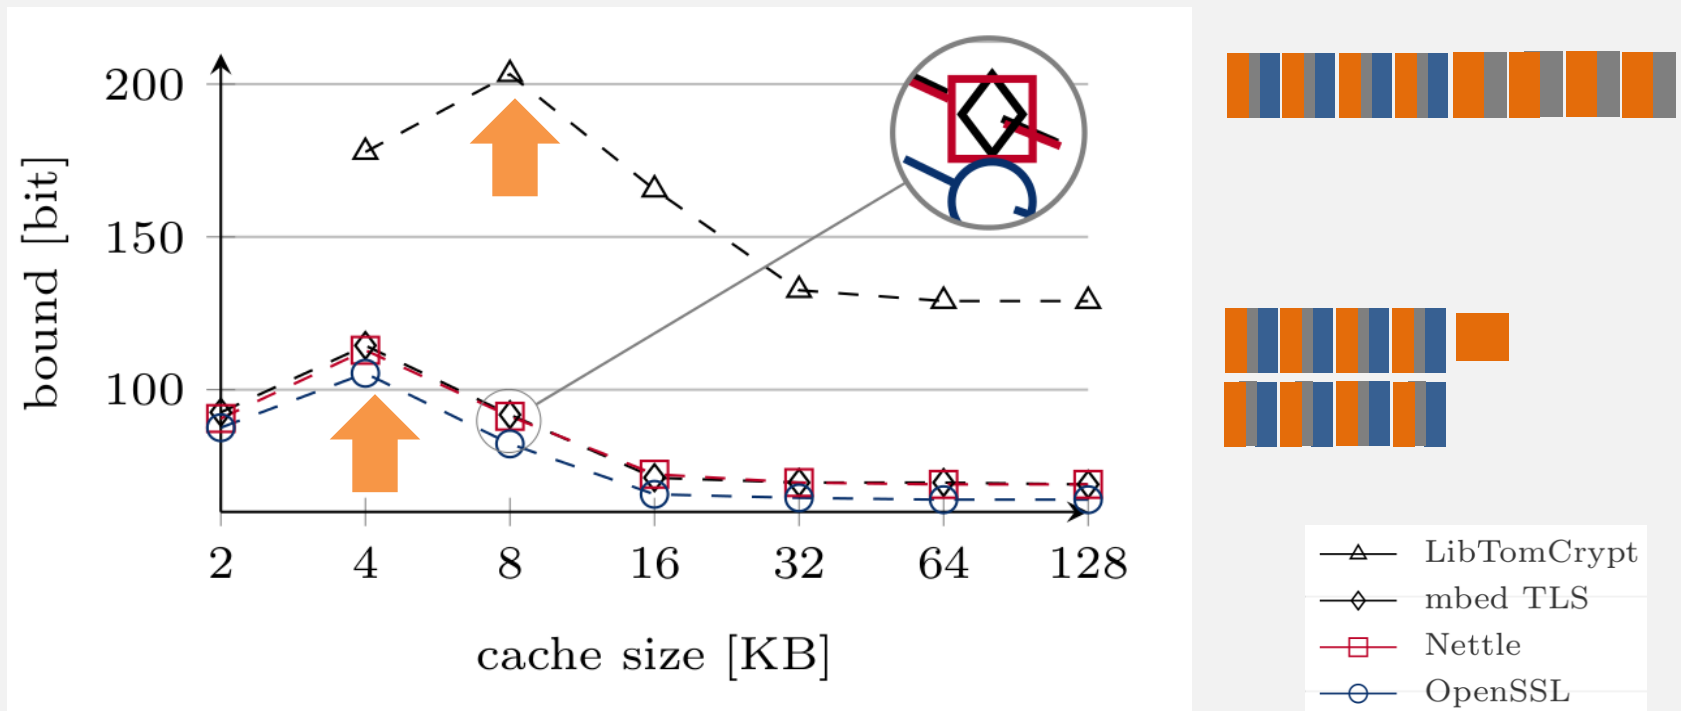 200
150
100
bound [bit]
2 4 8 16 32 64 128
cache size [KB]
LibTomCrypt
mbed TLS
Nettle
OpenSSL